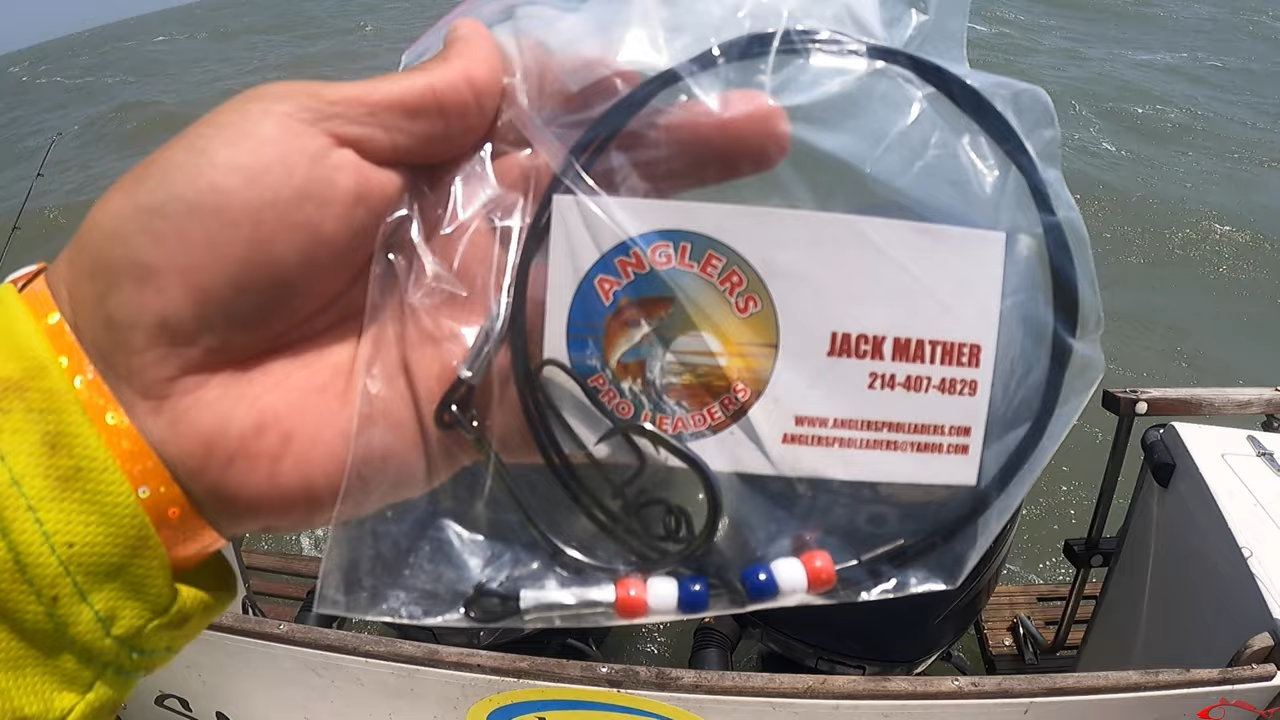 ANGLERS
PRO LEADERS
JACK MATHER
214-407-4829
WWW.ANGLERSPROLEADERS.COM
ANGLERSPROLEADERS@YAHOO.COM